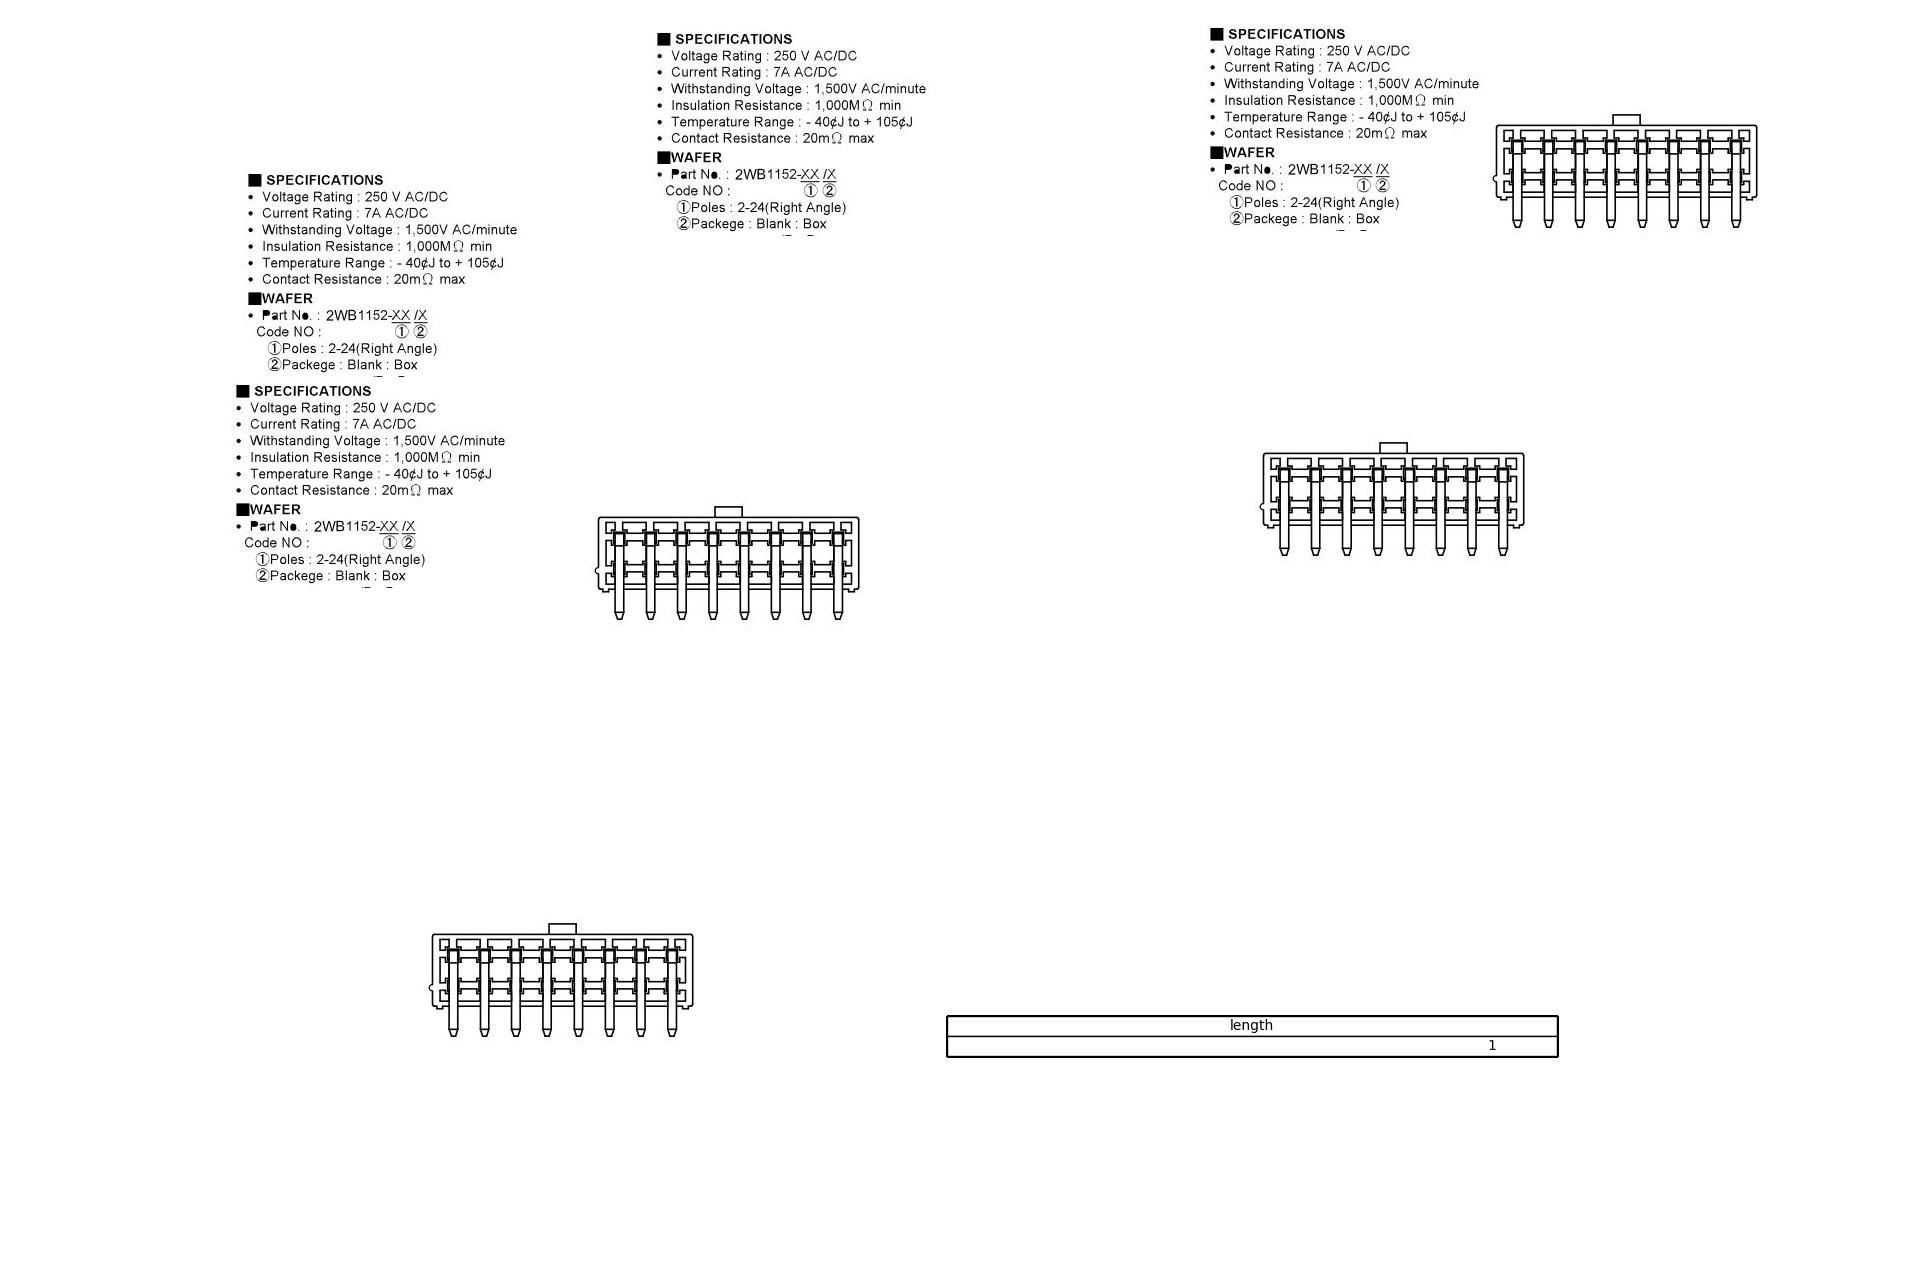 ■ SPECIFICATIONS
• Voltage Rating : 250 V AC/DC
• Current Rating : 7A AC/DC
• Withstanding Voltage : 1,500V AC/minute
• Insulation Resistance : 1,000MΩ min
• Temperature Range : - 40¢J to + 105¢J
• Contact Resistance : 20mΩ max
■WAFER
• Part No. : 2WB1152-XX /X
Code NO : ① ②
①Poles : 2-24(Right Angle)
②Packege : Blank : Box
■ SPECIFICATIONS
• Voltage Rating : 250 V AC/DC
• Current Rating : 7A AC/DC
• Withstanding Voltage : 1,500V AC/minute
• Insulation Resistance : 1,000MΩ min
• Temperature Range : - 40¢J to + 105¢J
• Contact Resistance : 20mΩ max
■WAFER
• Part No. : 2WB1152-XX /X
Code NO : ① ②
①Poles : 2-24(Right Angle)
②Packege : Blank : Box
■ SPECIFICATIONS
• Voltage Rating : 250 V AC/DC
• Current Rating : 7A AC/DC
• Withstanding Voltage : 1,500V AC/minute
• Insulation Resistance : 1,000MΩ min
• Temperature Range : - 40¢J to + 105¢J
• Contact Resistance : 20mΩ max
■WAFER
• Part No. : 2WB1152-XX /X
Code NO : ① ②
①Poles : 2-24(Right Angle)
②Packege : Blank : Box
■ SPECIFICATIONS
• Voltage Rating : 250 V AC/DC
• Current Rating : 7A AC/DC
• Withstanding Voltage : 1,500V AC/minute
• Insulation Resistance : 1,000MΩ min
• Temperature Range : - 40¢J to + 105¢J
• Contact Resistance : 20mΩ max
■WAFER
• Part No. : 2WB1152-XX /X
Code NO : ① ②
①Poles : 2-24(Right Angle)
②Packege : Blank : Box
length
1